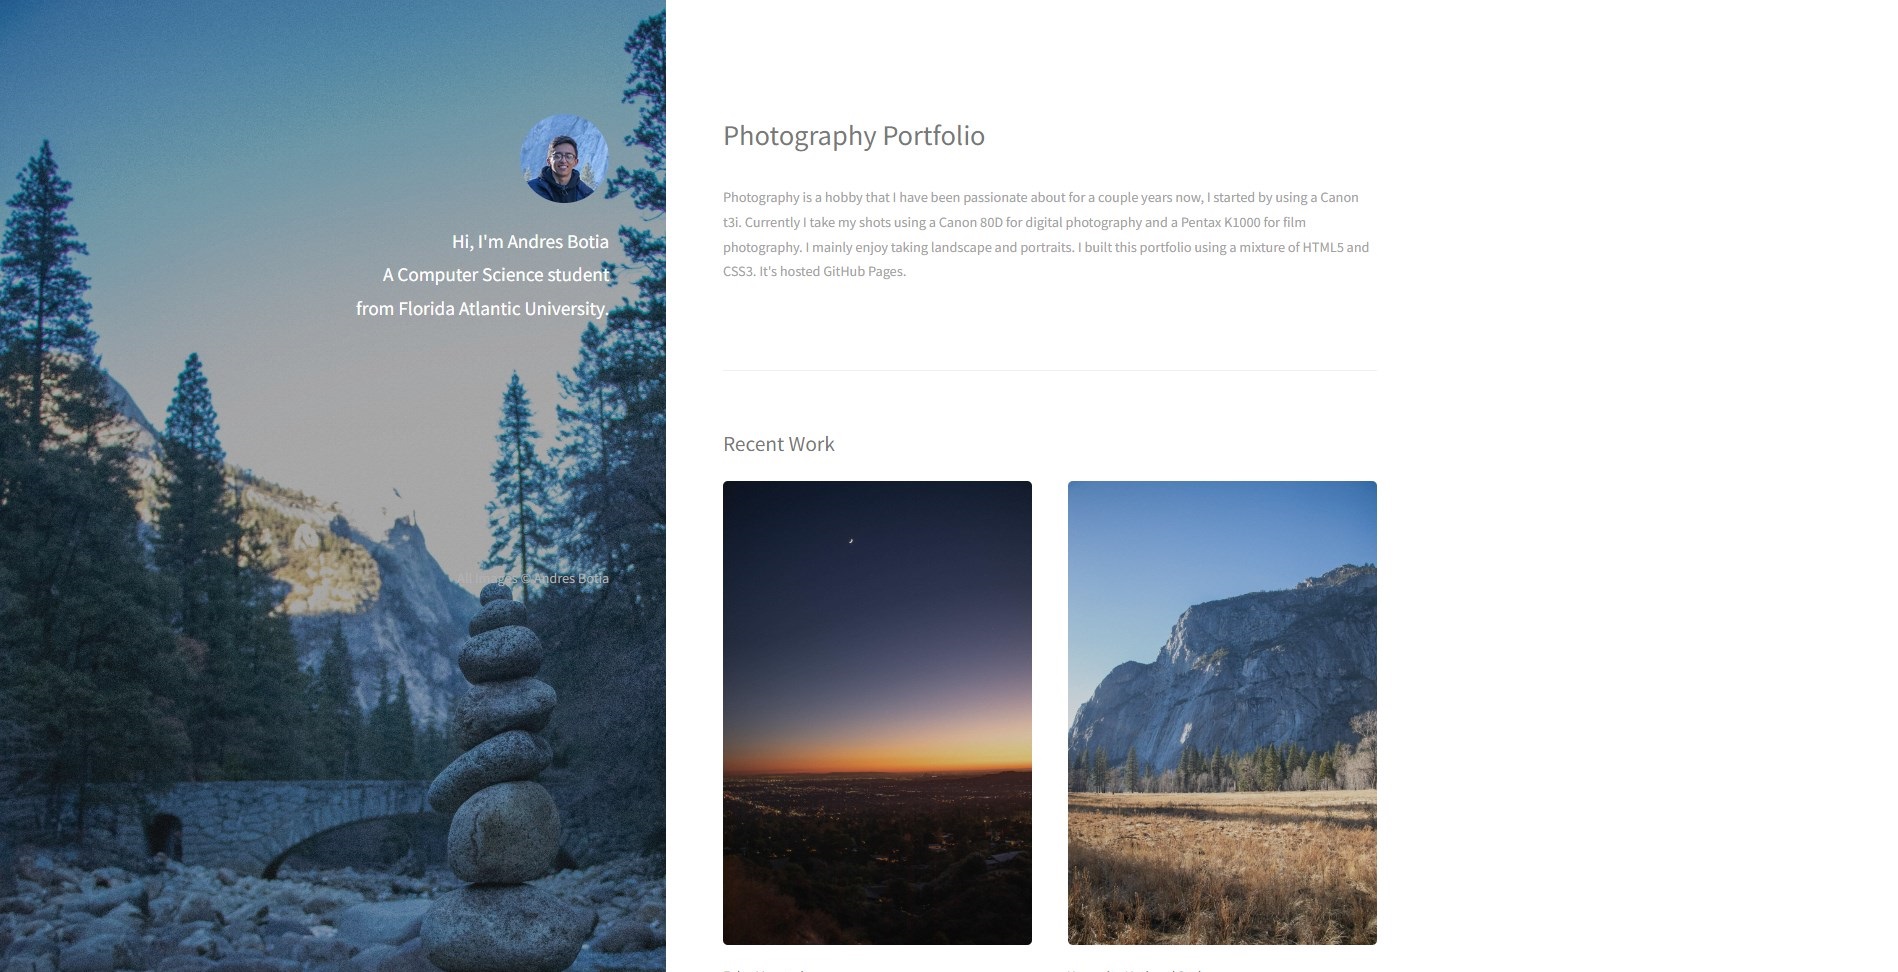 Hi, I'm Andres Botia
A Computer Science student
from Florida Atlantic University.
All images © Andres Botia
Photography Portfolio
Photography is a hobby that I have been passionate about for a couple years now, I started by using a Canon
t3i. Currently I take my shots using a Canon 80D for digital photography and a Pentax K1000 for film
photography. I mainly enjoy taking landscape and portraits. I built this portfolio using a mixture of HTML5 and
CSS3. It's hosted GitHub Pages.
Recent Work